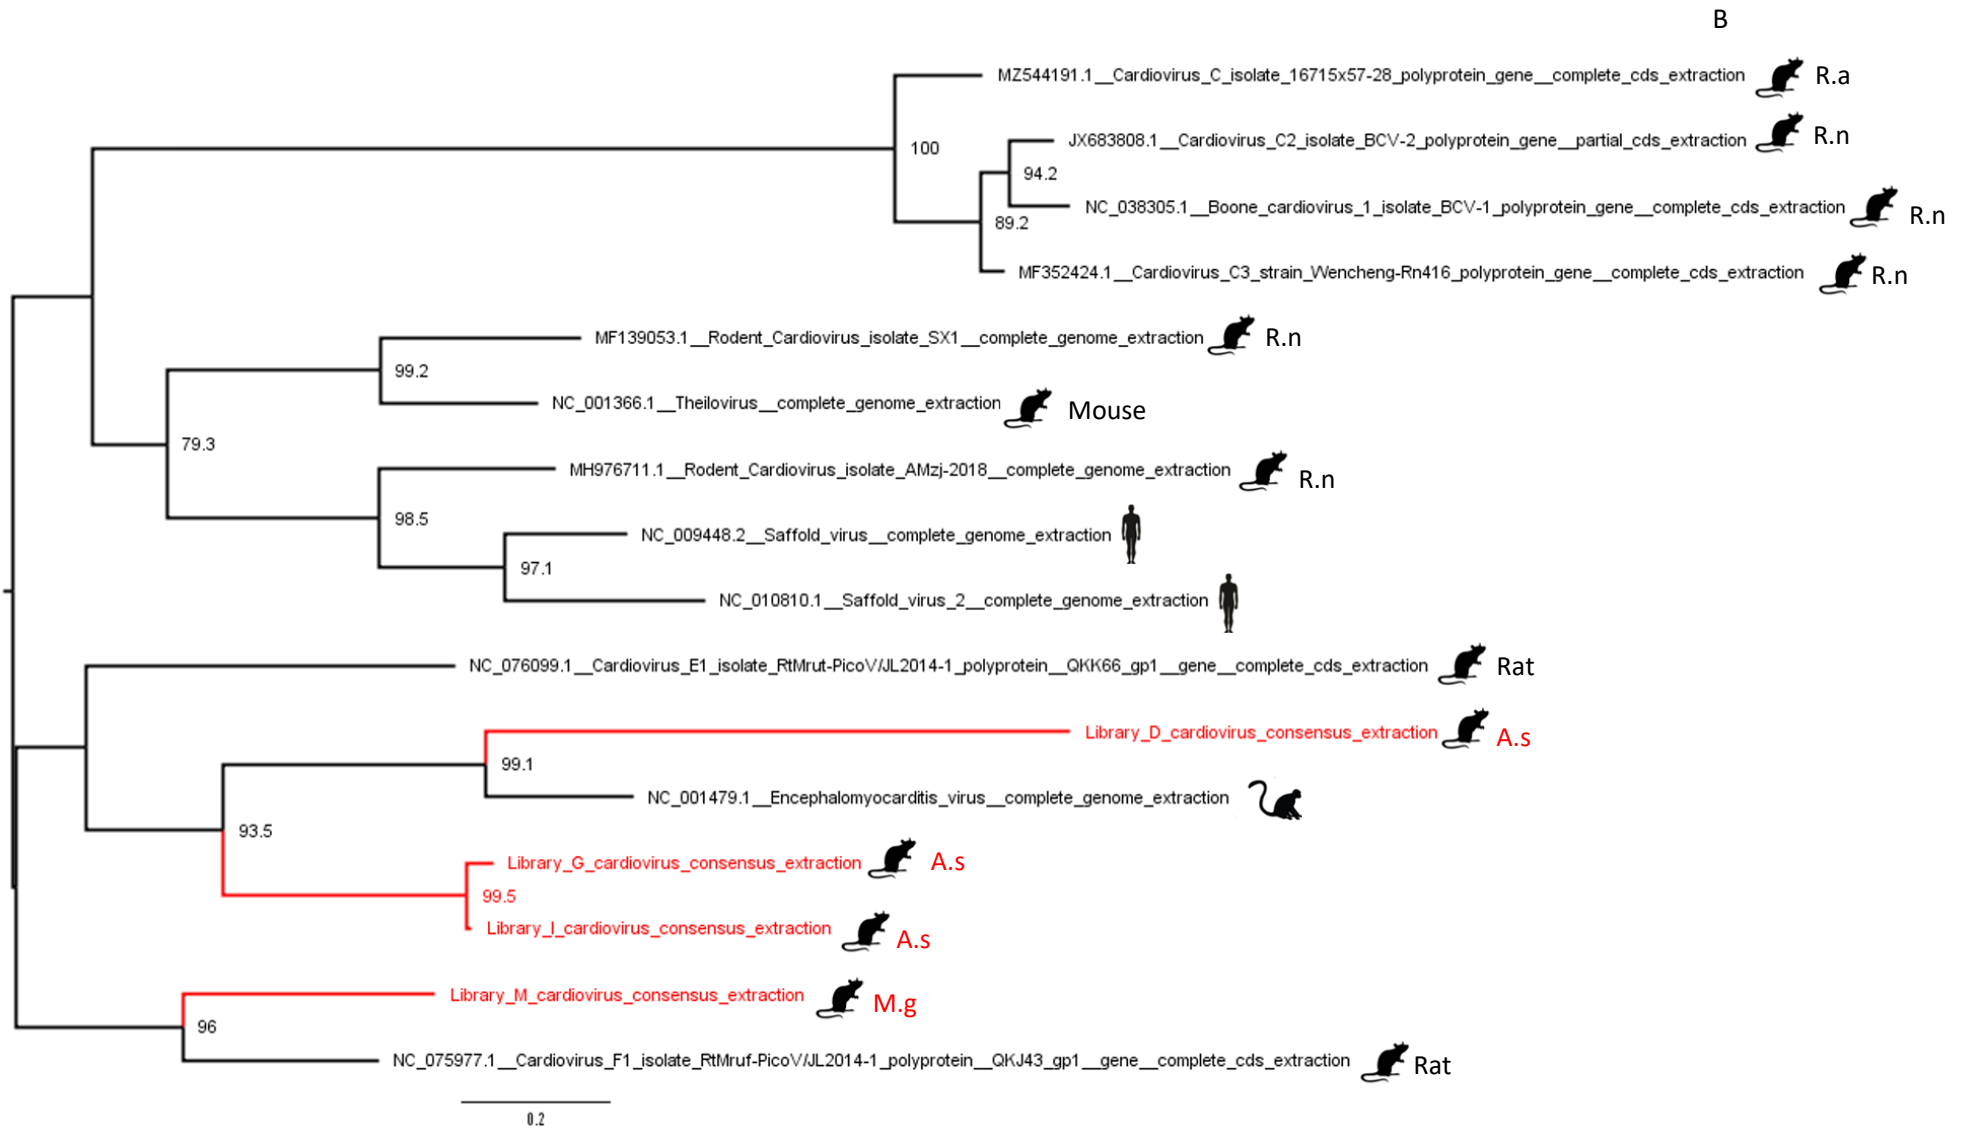 B
MZ544191.1__Cardiovirus_C_isolate_16715x57-28_polyprotein_gene__complete_cds_extraction R.a
JX683808.1__Cardiovirus_C2_isolate_BCV-2_polyprotein_gene__partial_cds_extraction R.n
100
94.2
NC_038305.1__Boone_cardiovirus_1_isolate_BCV-1_polyprotein_gene__complete_cds_extraction R.n
89.2
MF352424.1__Cardiovirus_C3_strain_Wencheng-Rn416_polyprotein_gene__complete_cds_extraction R.n
MF139053.1__Rodent_Cardiovirus_isolate_SX1__complete_genome_extraction R.n
99.2
NC_001366.1__Theilovirus__complete_genome_extraction Mouse
79.3
MH976711.1__Rodent_Cardiovirus_isolate_AMzj-2018__complete_genome_extraction R.n
98.5
NC_009448.2__Saffold_virus__complete_genome_extraction
97.1
NC_010810.1__Saffold_virus_2__complete_genome_extraction
NC_076099.1__Cardiovirus_E1_isolate_RtMrut-PicoV/JL2014-1_polyprotein__QKK66_gp1__gene__complete_cds_extraction Rat
Library_D_cardiovirus_consensus_extraction A.s
99.1
NC_001479.1__Encephalomyocarditis_virus__complete_genome_extraction
93.5
Library_G_cardiovirus_consensus_extraction A.s
99.5
Library_I_cardiovirus_consensus_extraction A.s
Library_M_cardiovirus_consensus_extraction M.g
96
NC_075977.1__Cardiovirus_F1_isolate_RtMruf-PicoV/JL2014-1_polyprotein__QKJ43_gp1__gene__complete_cds_extraction Rat
0.2